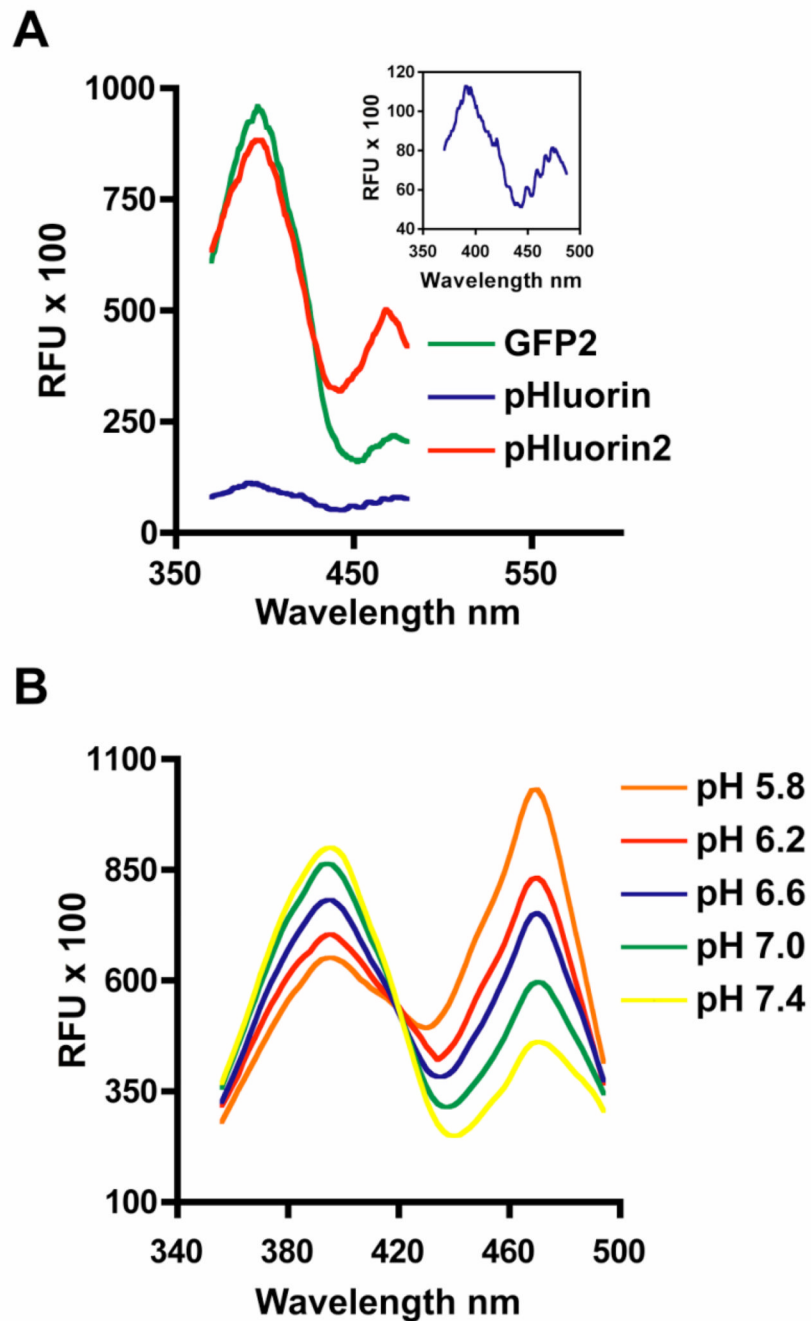 A
RFU x 100
1000
750
500
250
0
350
450
550
Wavelength nm
RFU x 100
120
100
80
60
40
350
400
450
500
Wavelength nm
GFP2
pHluorin
pHluorin2
B
RFU x 100
1100
850
600
350
100
340
380
420
460
500
Wavelength nm
pH 5.8
pH 6.2
pH 6.6
pH 7.0
pH 7.4